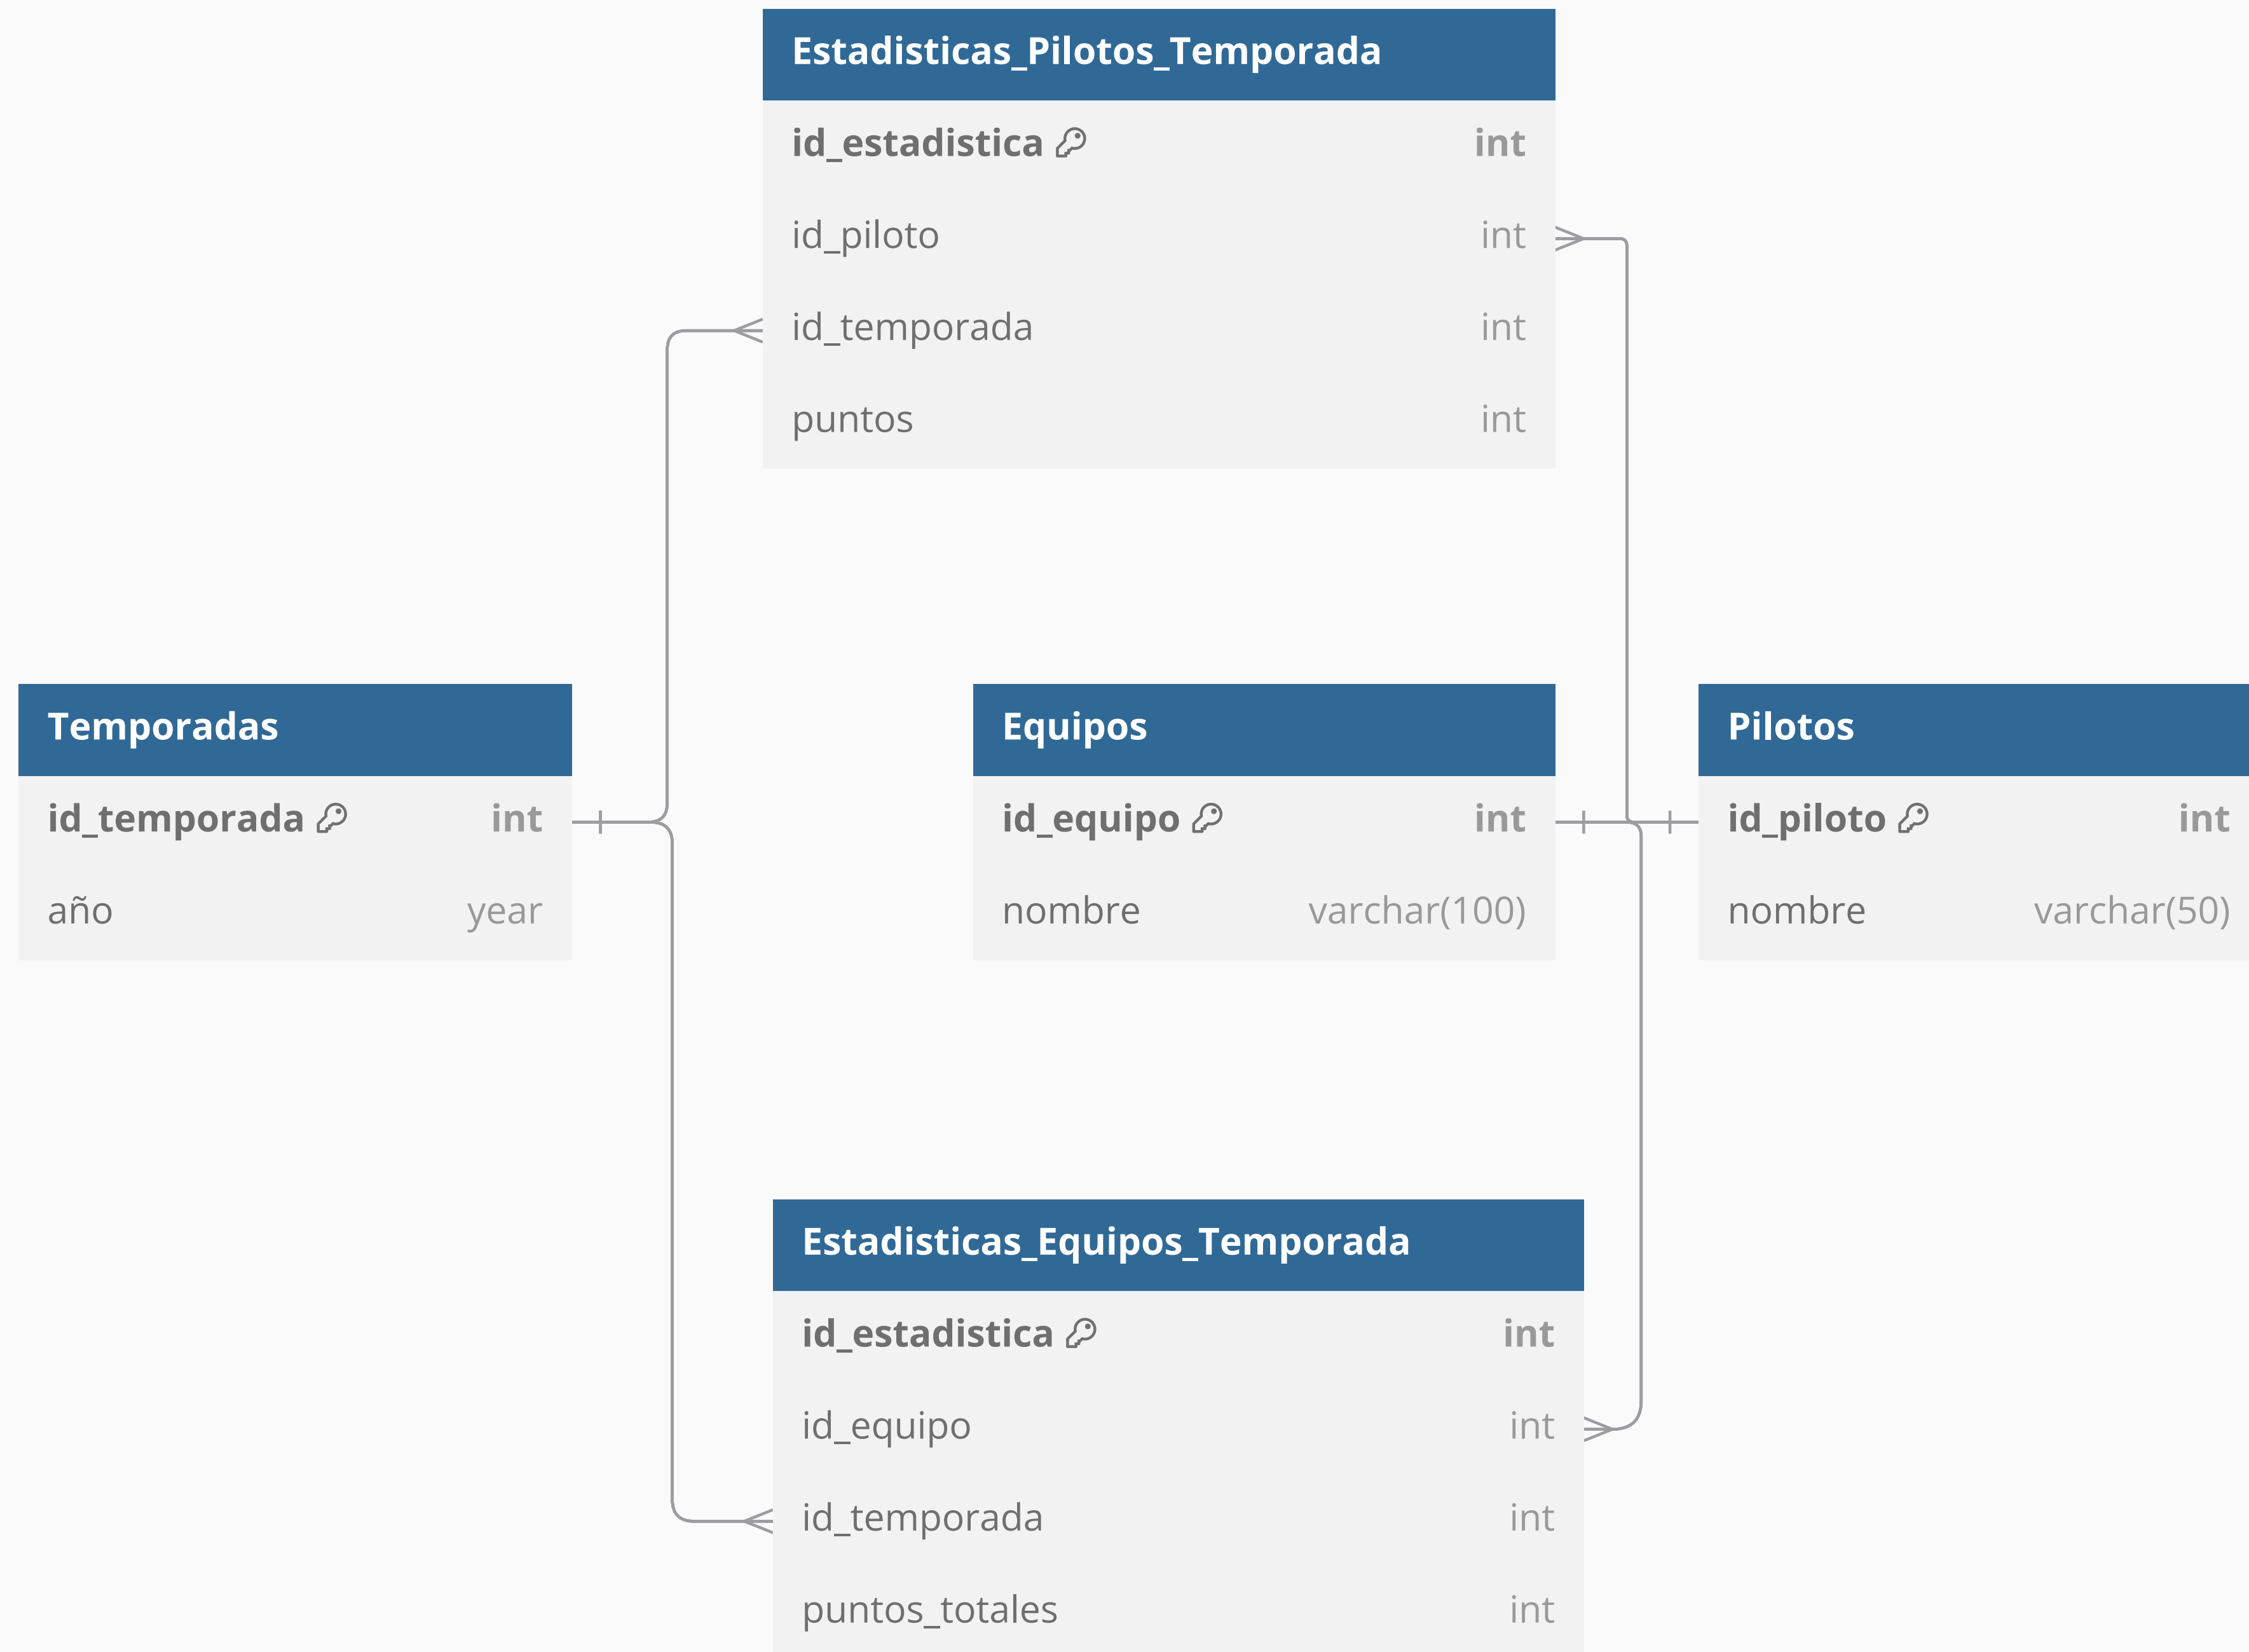 Estadisticas_Pilotos_Temporada
id_estadistica int
id_piloto int
id_temporada int
puntos int
Temporadas
id_temporada int
año year
Equipos
id_equipo int
nombre varchar(100)
Pilotos
id_piloto int
nombre varchar(50)
Estadisticas_Equipos_Temporada
id_estadistica int
id_equipo int
id_temporada int
puntos_totales int